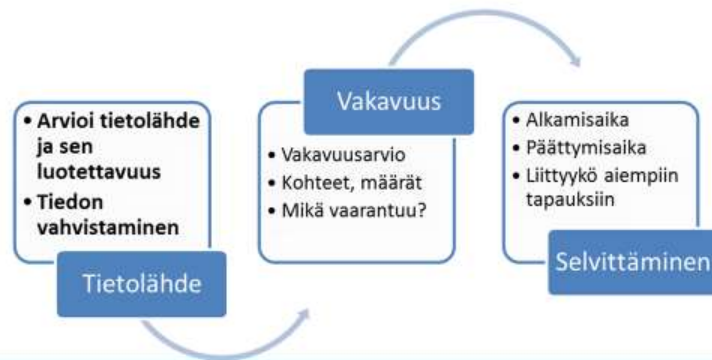 • Arvioi tietolähde
ja sen
luotettavuus
• Tiedon
vahvistaminen
Tietolähde
Vakavuus
• Vakavuusarvio
• Kohteet, määrät
• Mikä vaarantuu?
• Alkamisaika
• Päättymisaika
• Liittyykö aiempiin
tapauksiin
Selvittäminen